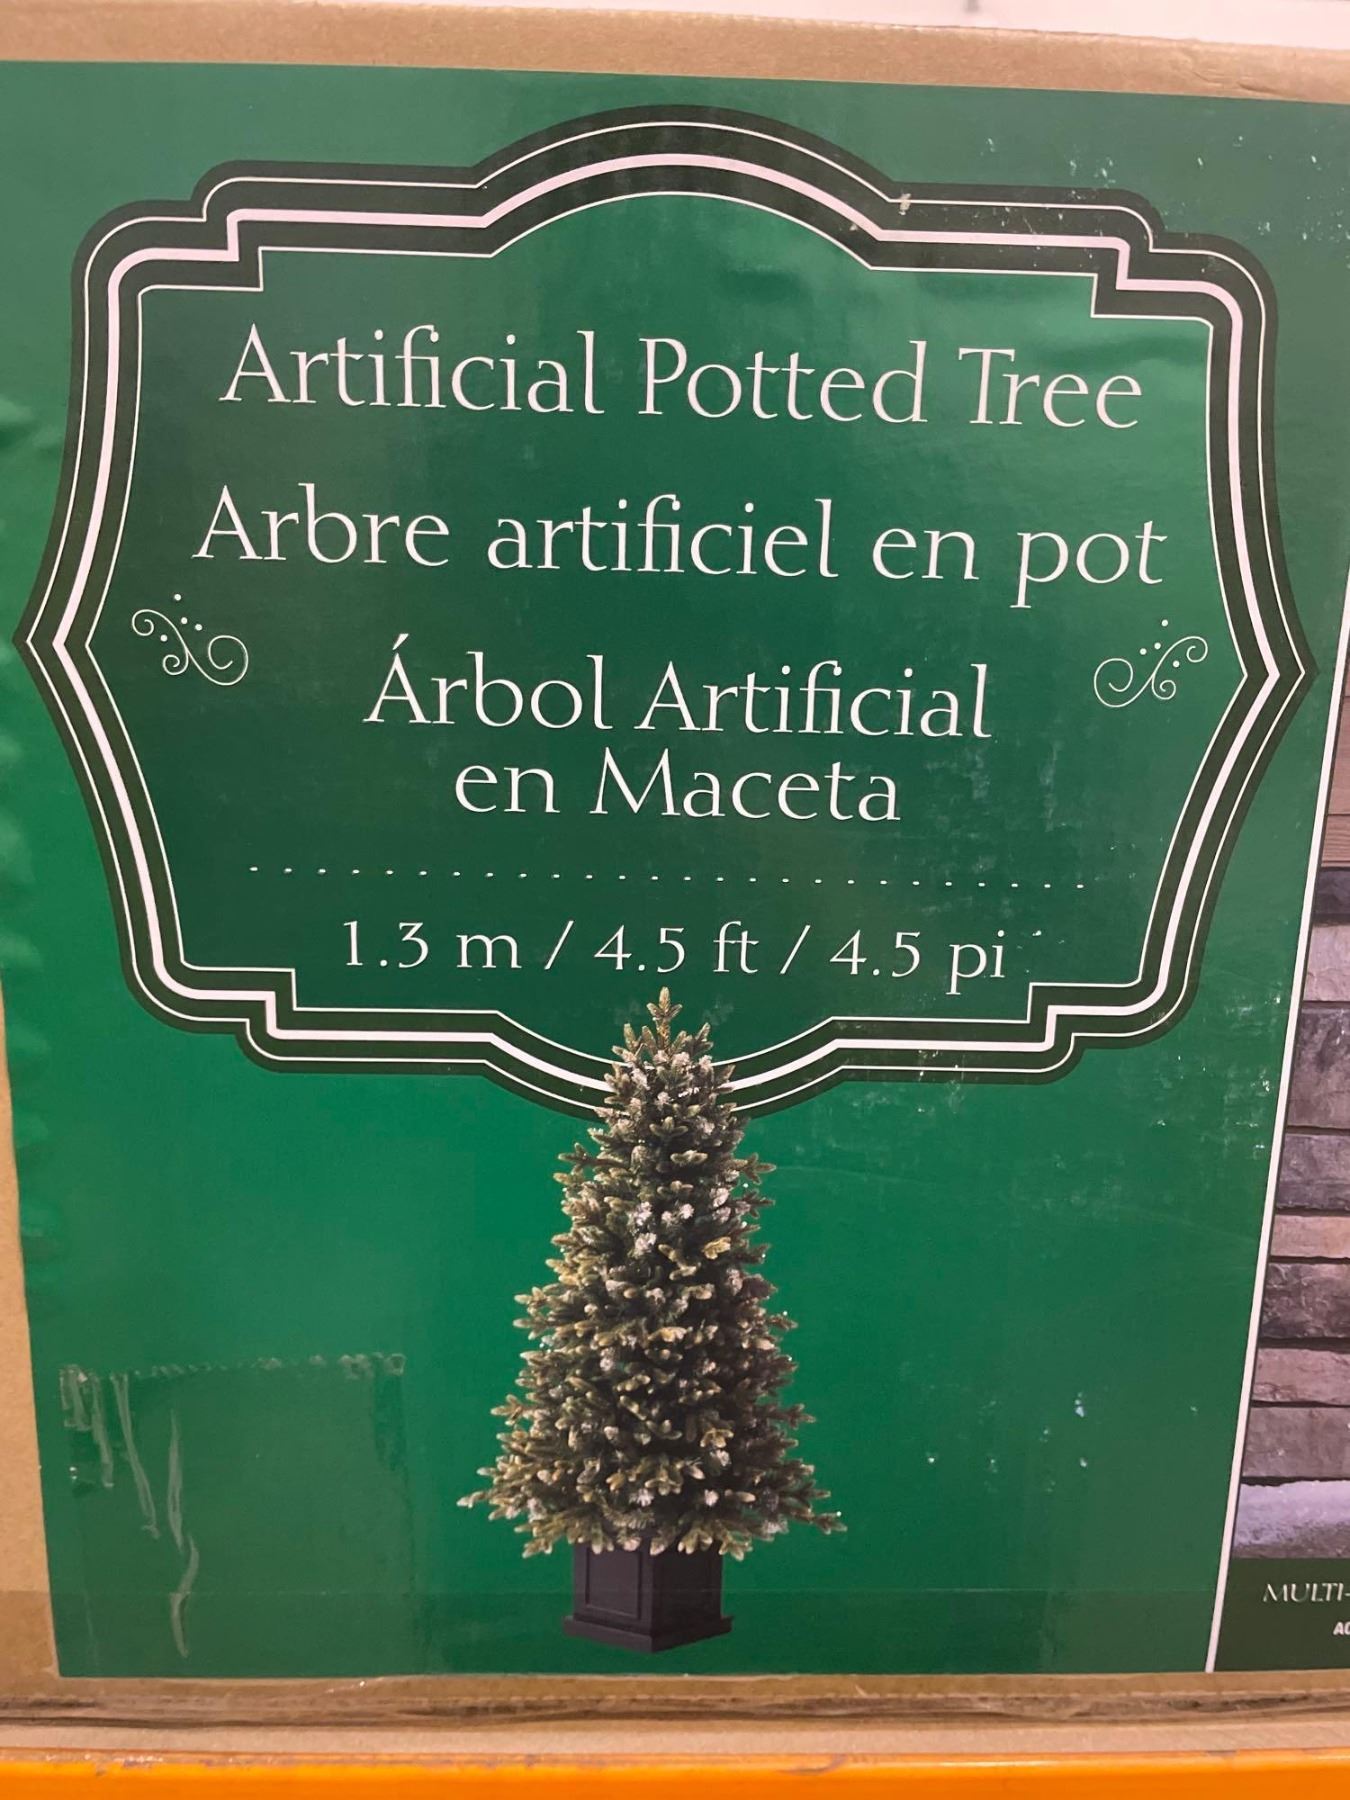 Artificial Potted Tree
Arbre artificiel en pot
Árbol Artificial
en Maceta
1.3 m / 4.5 ft / 4.5 pi
MULTI-